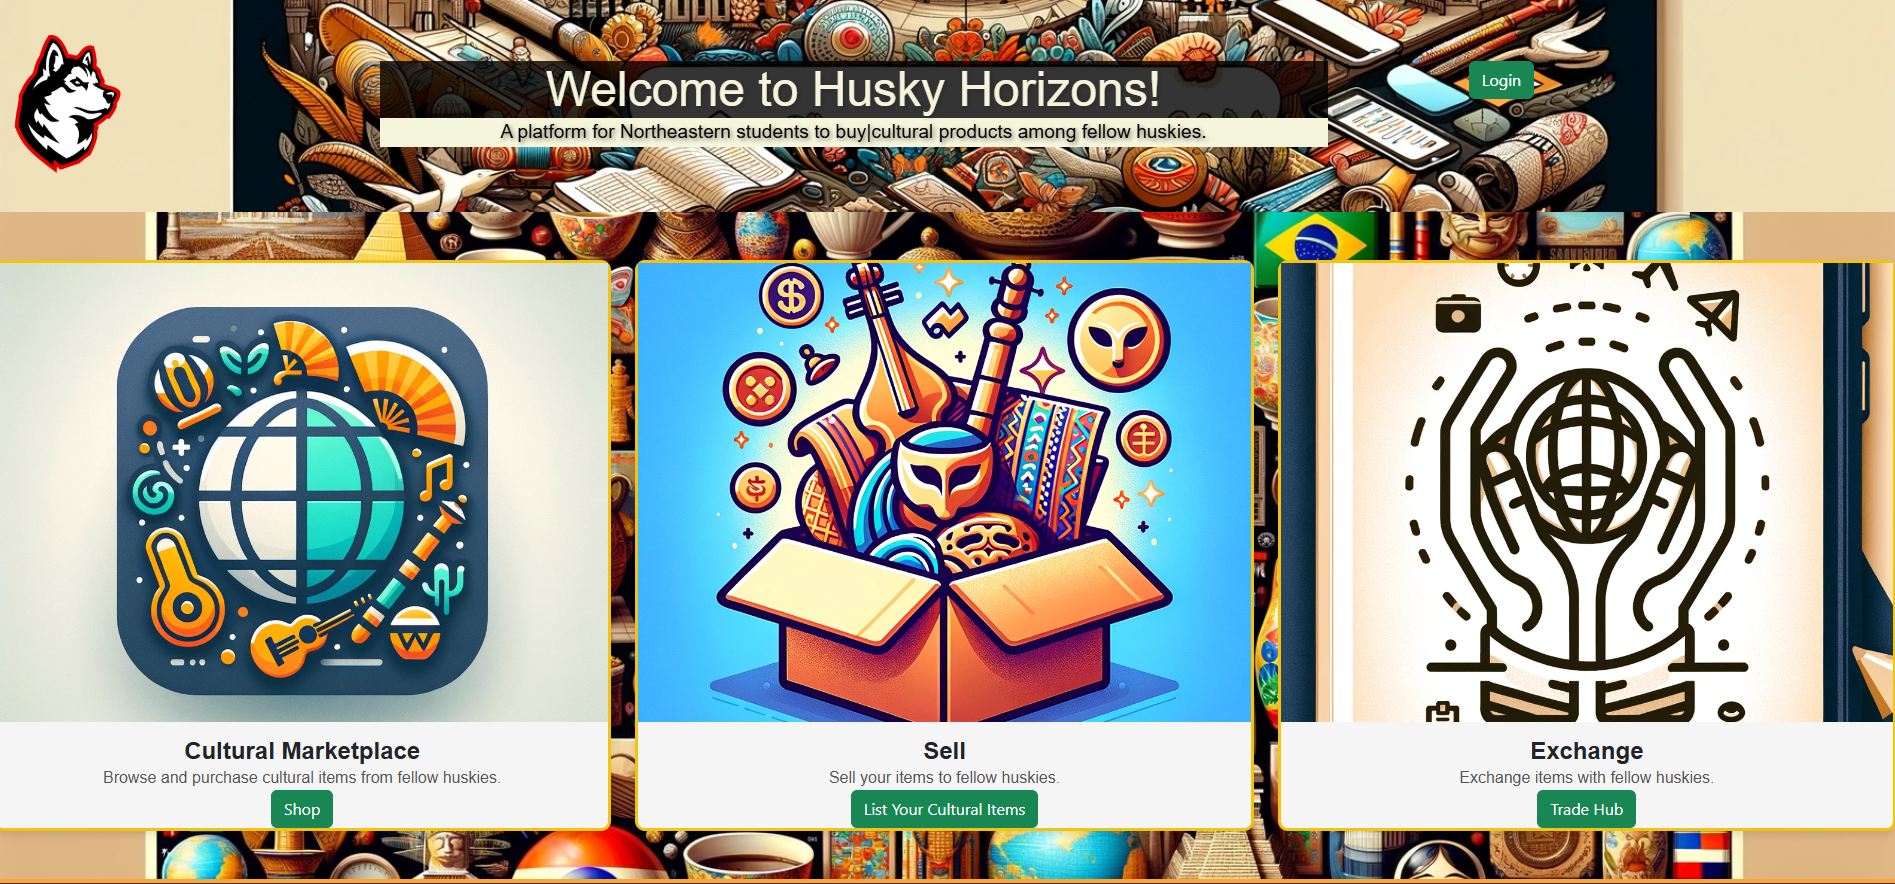 Welcome to Husky Horizons!
Login
A platform for Northeastern students to buy|cultural products among fellow huskies.
Cultural Marketplace
Browse and purchase cultural items from fellow huskies.
Shop
Sell
Sell your items to fellow huskies.
List Your Cultural Items
Exchange
Exchange items with fellow huskies.
Trade Hub